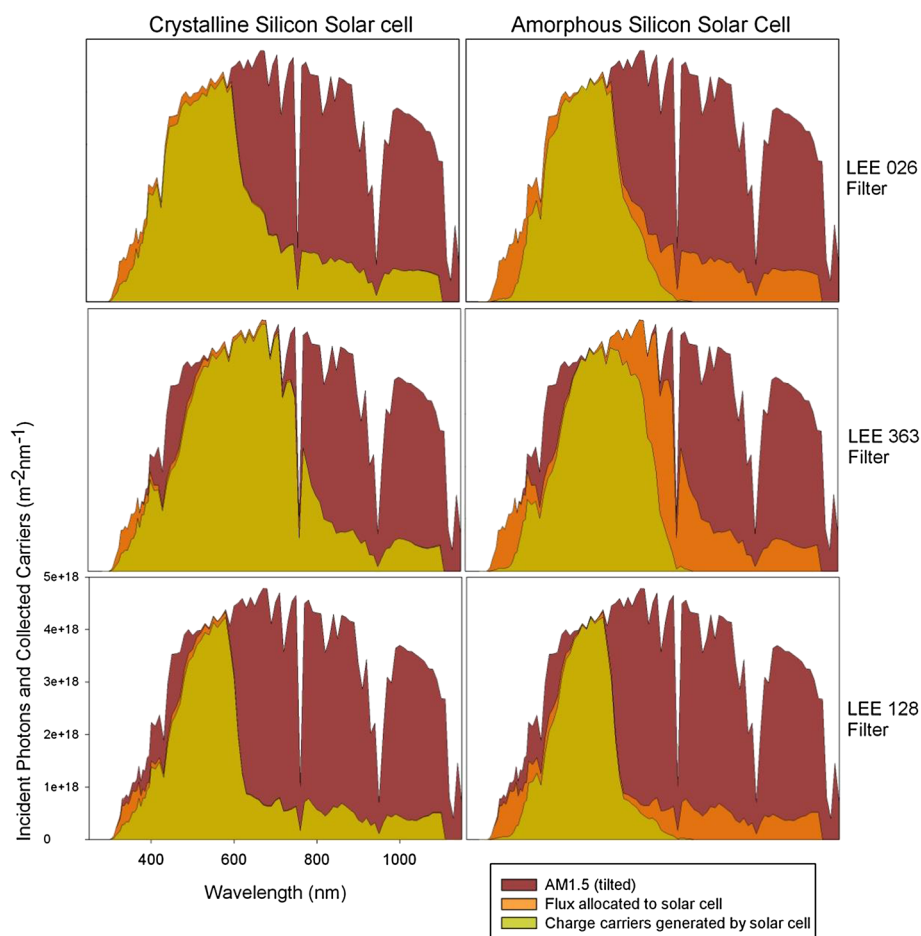 Crystalline Silicon Solar cell
Amorphous Silicon Solar Cell
LEE 026
Filter
LEE 363
Filter
LEE 128
Filter
Incident Photons and Collected Carriers (m-2nm-1)
5e+18
4e+18
3e+18
2e+18
1e+18
0
400 600 800 1000
Wavelength (nm)
AM1.5 (tilted)
Flux allocated to solar cell
Charge carriers generated by solar cell